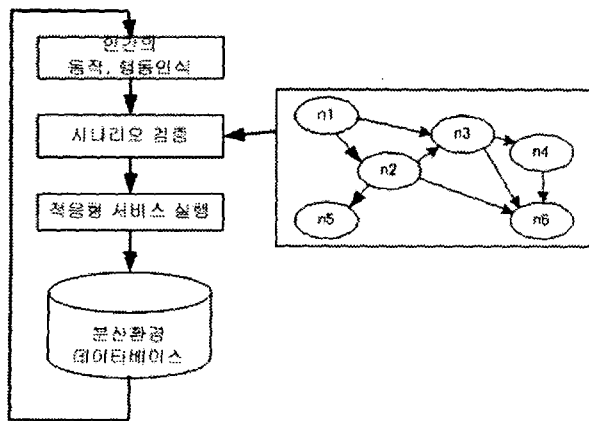 인간의
동작, 행동인식
시나리오 검증
적응형 서비스 실행
분산환경
데이타베이스
n1
n3
n4
n2
n5
n6